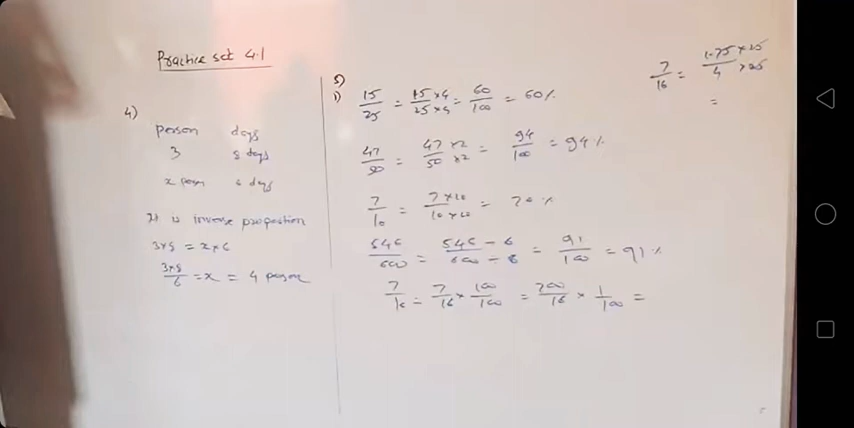 Practice set 4.1
4)
person days
3 8 days
x person 6 days
It is inverse proportion
3×8 = x×6
3×8/6 = x = 4 person
5)
1) 15/25 = 15×4/25×4 = 60/100 = 60%
47/50 = 47×2/50×2 = 94/100 = 94%
7/10 = 7×10/10×10 = 70%
546/600 = 546÷6/600÷6 = 91/100 = 91%
7/16 = 7/16 × 100/100 = 700/16 × 1/100 =
7/16 = 1.75×25/4×25
=